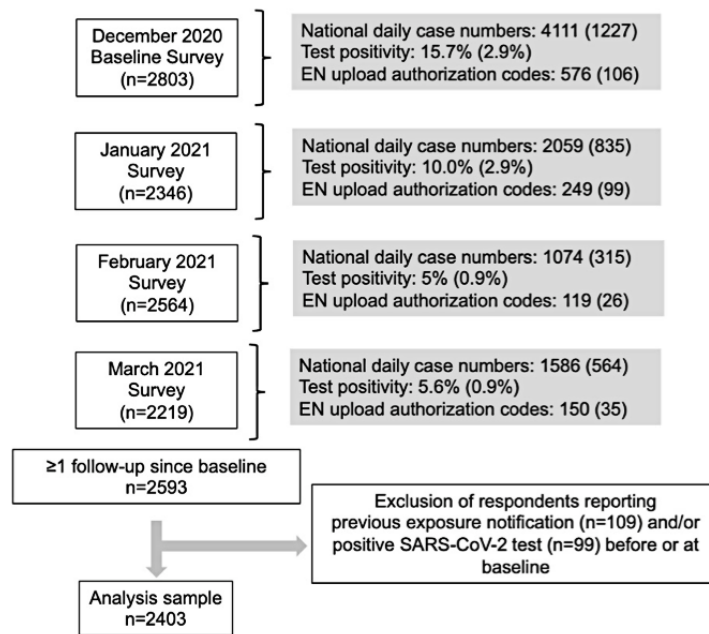 December 2020
Baseline Survey
(n=2803)
National daily case numbers: 4111 (1227)
Test positivity: 15.7% (2.9%)
EN upload authorization codes: 576 (106)
January 2021
Survey
(n=2346)
National daily case numbers: 2059 (835)
Test positivity: 10.0% (2.9%)
EN upload authorization codes: 249 (99)
February 2021
Survey
(n=2564)
National daily case numbers: 1074 (315)
Test positivity: 5% (0.9%)
EN upload authorization codes: 119 (26)
March 2021
Survey
(n=2219)
National daily case numbers: 1586 (564)
Test positivity: 5.6% (0.9%)
EN upload authorization codes: 150 (35)
≥1 follow-up since baseline
n=2593
Exclusion of respondents reporting
previous exposure notification (n=109) and/or
positive SARS-CoV-2 test (n=99) before or at
baseline
Analysis sample
n=2403